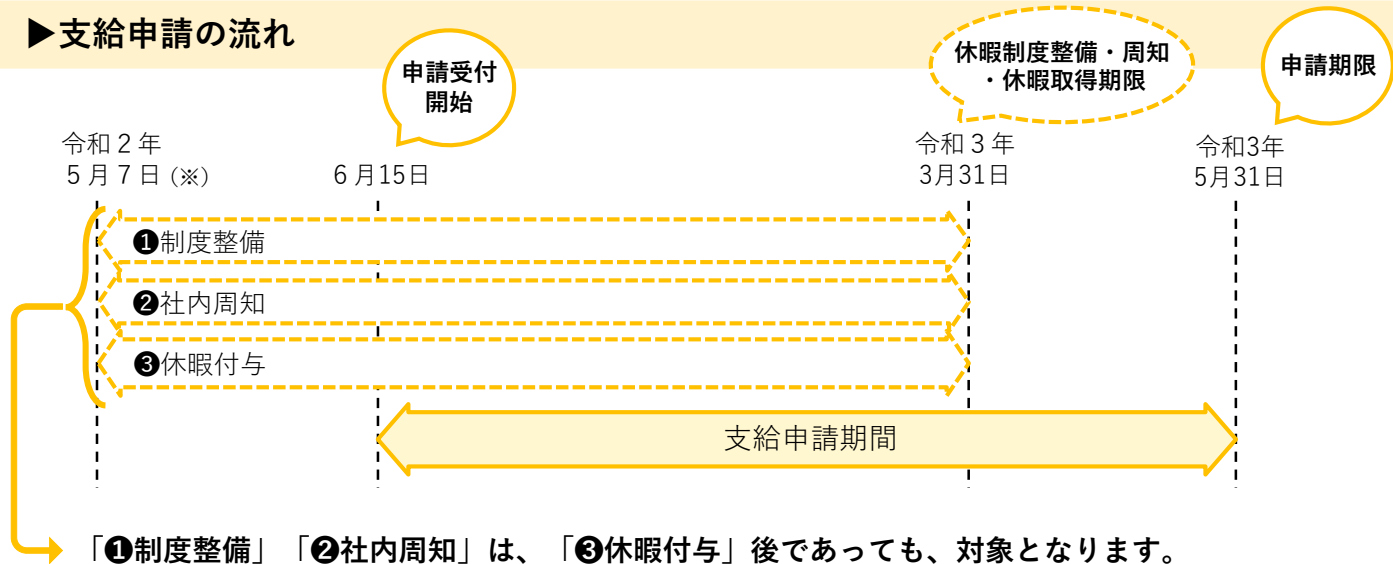 ▶支給申請の流れ
申請受付
開始
休暇制度整備・周知
・休暇取得期限
申請期限
令和２年
５月７日(※)
６月15日
令和３年
3月31日
令和3年
5月31日
❶制度整備
❷社内周知
❸休暇付与
支給申請期間
「❶制度整備」「❷社内周知」は、「❸休暇付与」後であっても、対象となります。